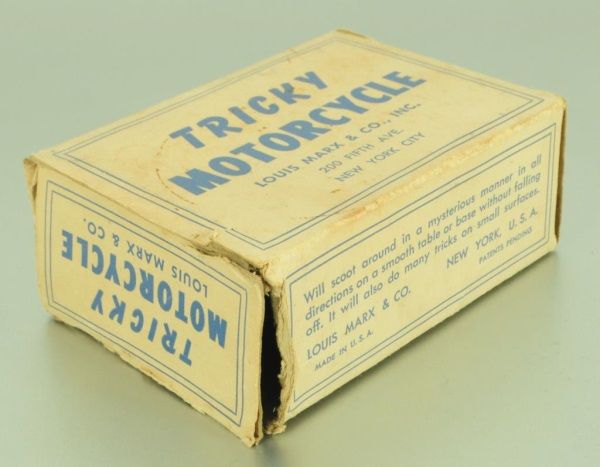 TRICKY
MOTORCYCLE
LOUIS MARX & CO., INC.
200 FIFTH AVE.
NEW YORK CITY
TRICKY
MOTORCYCLE
LOUIS MARX & CO.
Will scoot around in a mysterious manner in all
directions on a smooth table or base without falling
off. It will also do many tricks on small surfaces.
LOUIS MARX & CO. NEW YORK, U. S. A.
MADE IN U.S.A. PATENTS PENDING